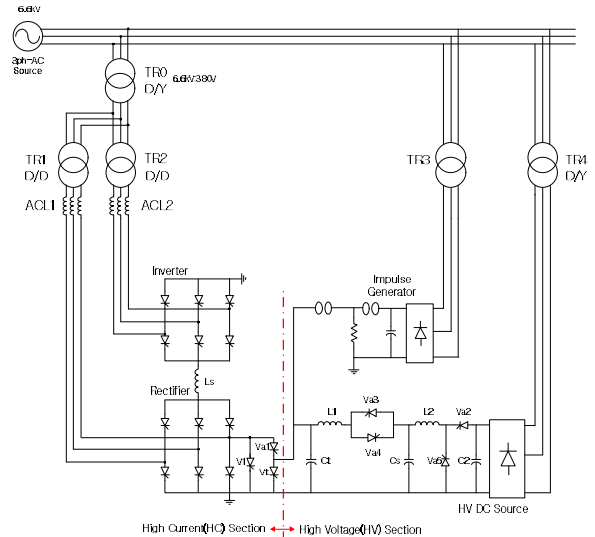 6.6kV
3ph-AC
Source
TR0
D/Y
6.6kV:380V
TR1
D/D
TR2
D/D
TR3
TR4
D/Y
ACL1
ACL2
Inverter
Impulse
Generator
Ls
Rectifier
L1
Va3
L2
Va2
Va1
V1
Vt
Ct
Va4
Cs
Va5
C2
HV DC Source
High Current(HC) Section
High Voltage(HV) Section